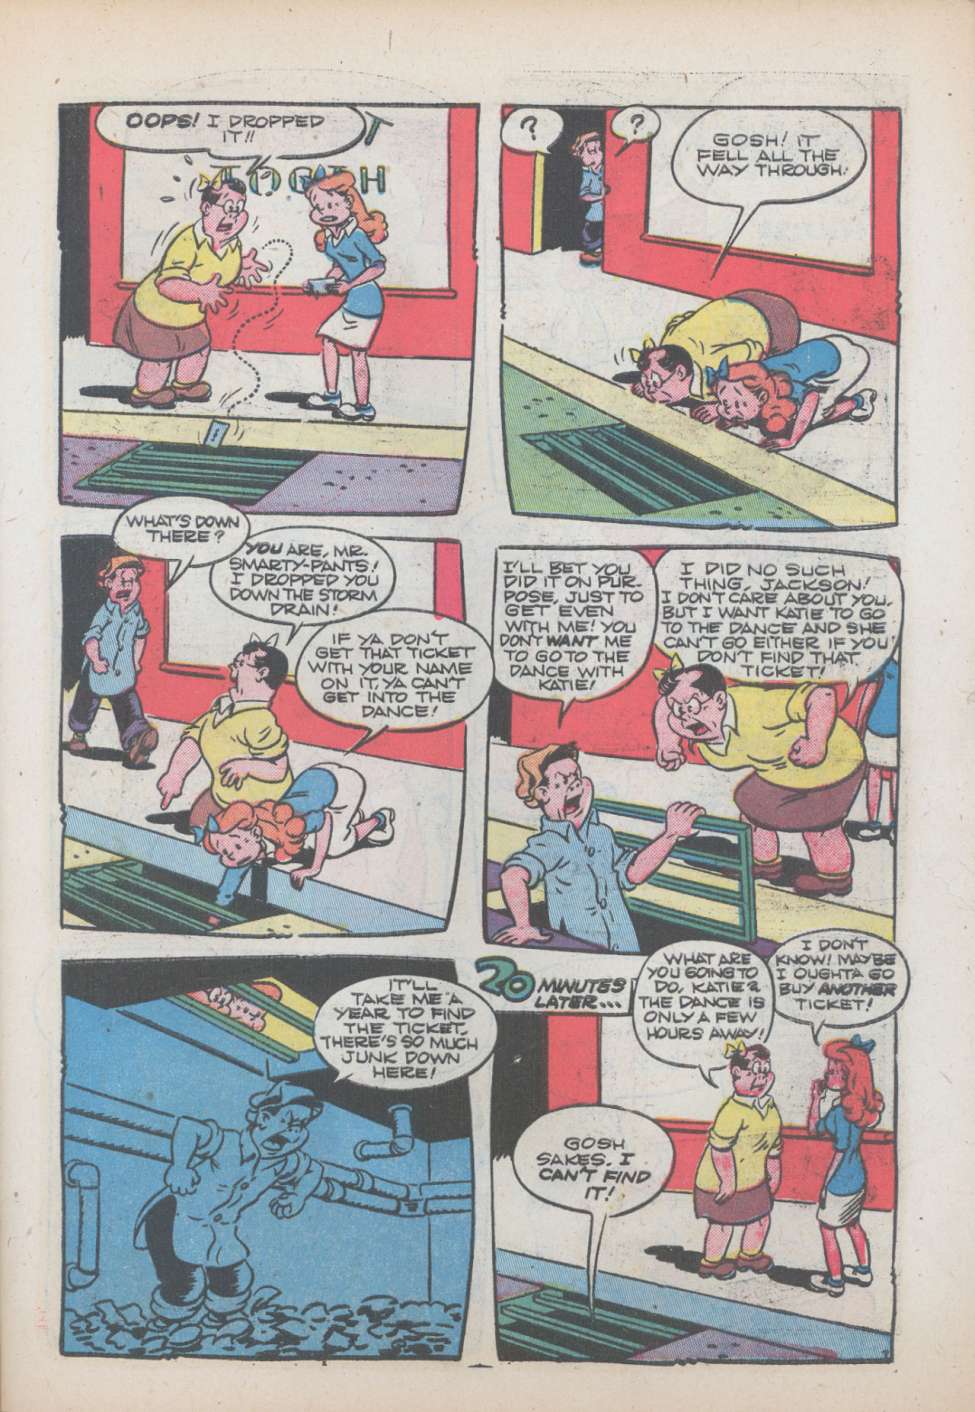 OOPS! I DROPPED
IT!!
T
TOGISH
?
?
GOSH! IT
FELL ALL THE
WAY THROUGH.
WHAT'S DOWN
THERE?
YOU ARE, MR.
SMARTY-PANTS!
I DROPPED YOU
DOWN THE STORM
DRAIN!
IF YA DON'T
GET THAT TICKET
WITH YOUR NAME
ON IT, YA CAN'T
GET INTO THE
DANCE!
I'LL BET YOU
DID IT ON PUR-
POSE, JUST TO
GET EVEN
WITH ME! YOU
DON'T WANT ME
TO GO TO THE
DANCE WITH
KATIE!
I DID NO SUCH
THING, JACKSON!
I DON'T CARE ABOUT YOU,
BUT I WANT KATIE TO GO
TO THE DANCE AND SHE
CAN'T GO EITHER IF YOU
DON'T FIND THAT
TICKET!
IT'LL
TAKE ME A
YEAR TO FIND
THE TICKET.
THERE'S SO MUCH
JUNK DOWN
HERE!
20 MINUTES
LATER...
WHAT ARE
YOU GOING TO
DO, KATIE?
THE DANCE IS
ONLY A FEW
HOURS AWAY!
I DON'T
KNOW! MAYBE
I OUGHTA GO
BUY ANOTHER
TICKET!
GOSH
SAKES. I
CAN'T FIND
IT!